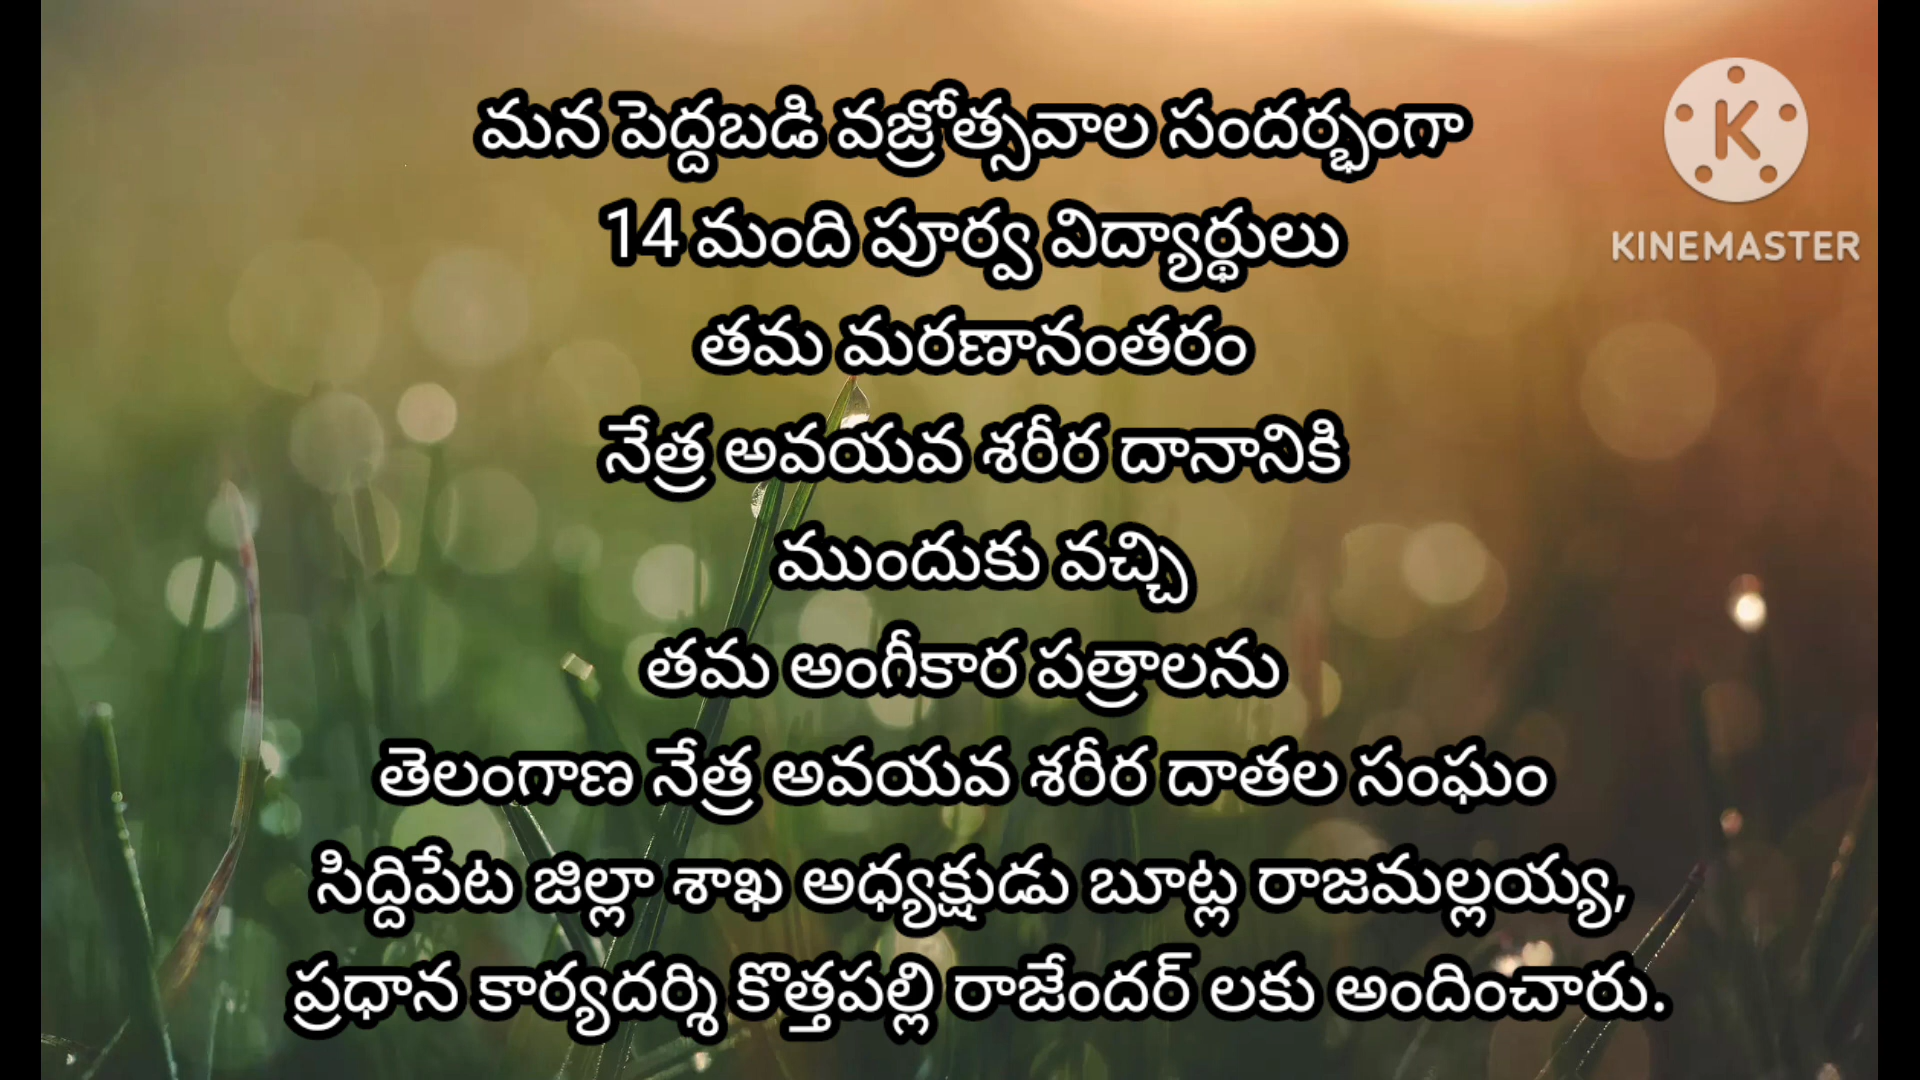 మన పెద్దబడి వజ్రోత్సవాల సందర్భంగా
14 మంది పూర్వ విద్యార్థులు
తమ మరణానంతరం
నేత్ర అవయవ శరీర దానానికి
ముందుకు వచ్చి
తమ అంగీకార పత్రాలను
తెలంగాణ నేత్ర అవయవ శరీర దాతల సంఘం
సిద్దిపేట జిల్లా శాఖ అధ్యక్షుడు బూట్ల రాజమల్లయ్య,
ప్రధాన కార్యదర్శి కొత్తపల్లి రాజేందర్ లకు అందించారు.
K
KINEMASTER